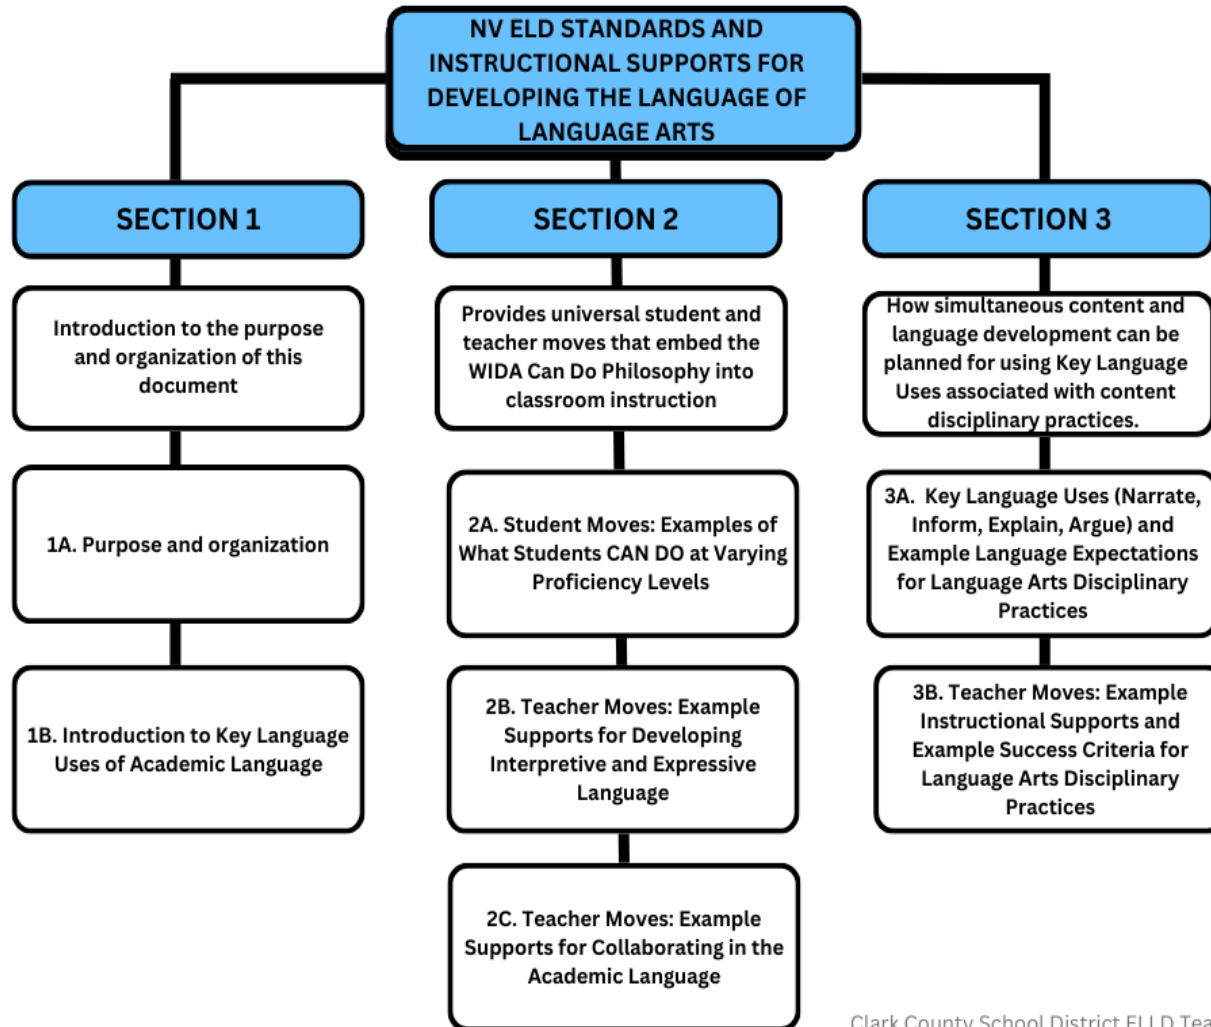 NV ELD STANDARDS AND
INSTRUCTIONAL SUPPORTS FOR
DEVELOPING THE LANGUAGE OF
LANGUAGE ARTS
SECTION 1
Introduction to the purpose
and organization of this
document
1A. Purpose and organization
1B. Introduction to Key Language
Uses of Academic Language
SECTION 2
Provides universal student and
teacher moves that embed the
WIDA Can Do Philosophy into
classroom instruction
2A. Student Moves: Examples of
What Students CAN DO at Varying
Proficiency Levels
2B. Teacher Moves: Example
Supports for Developing
Interpretive and Expressive
Language
2C. Teacher Moves: Example
Supports for Collaborating in the
Academic Language
SECTION 3
How simultaneous content and
language development can be
planned for using Key Language
Uses associated with content
disciplinary practices.
3A. Key Language Uses (Narrate,
Inform, Explain, Argue) and
Example Language Expectations
for Language Arts Disciplinary
Practices
3B. Teacher Moves: Example
Instructional Supports and
Example Success Criteria for
Language Arts Disciplinary
Practices
Clark County School District ELLD